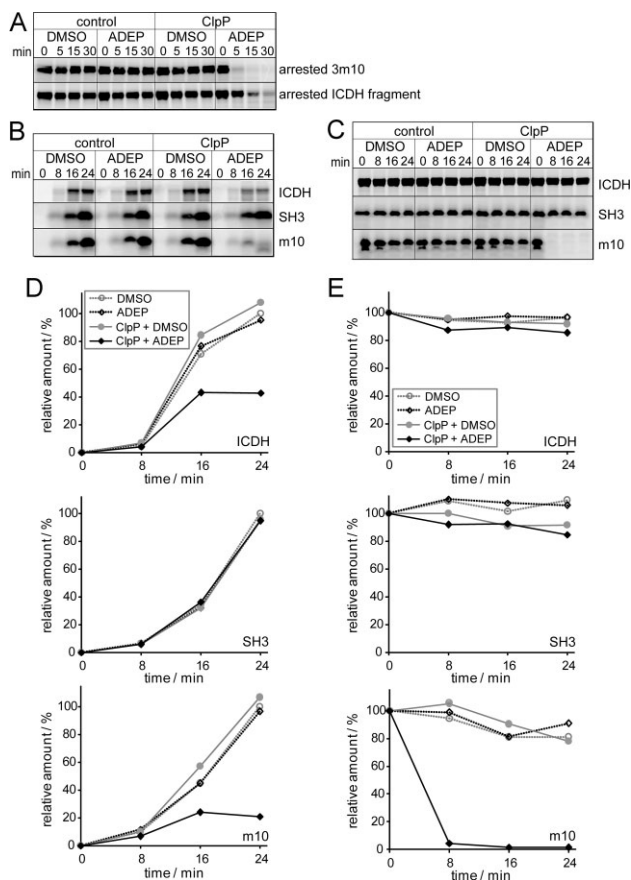 A
control ClpP
DMSO ADEP DMSO ADEP
min 0 5 15 30 0 5 15 30 0 5 15 30 0 5 15 30
arrested 3m10
arrested ICDH fragment
B
control ClpP
DMSO ADEP DMSO ADEP
min 0 8 16 24 0 8 16 24 0 8 16 24 0 8 16 24
ICDH
SH3
m10
C
control ClpP
DMSO ADEP DMSO ADEP
min 0 8 16 24 0 8 16 24 0 8 16 24 0 8 16 24
ICDH
SH3
m10
D
relative amount / %
100
80
60
40
20
0
DMSO
ADEP
ClpP + DMSO
ClpP + ADEP
0 8 16 24
time / min
ICDH
relative amount / %
100
80
60
40
20
0
0 8 16 24
time / min
SH3
relative amount / %
100
80
60
40
20
0
0 8 16 24
time / min
m10
E
relative amount / %
100
80
60
40
20
0
DMSO
ADEP
ClpP + DMSO
ClpP + ADEP
0 8 16 24
time / min
ICDH
relative amount / %
100
80
60
40
20
0
0 8 16 24
time / min
SH3
relative amount / %
100
80
60
40
20
0
0 8 16 24
time / min
m10